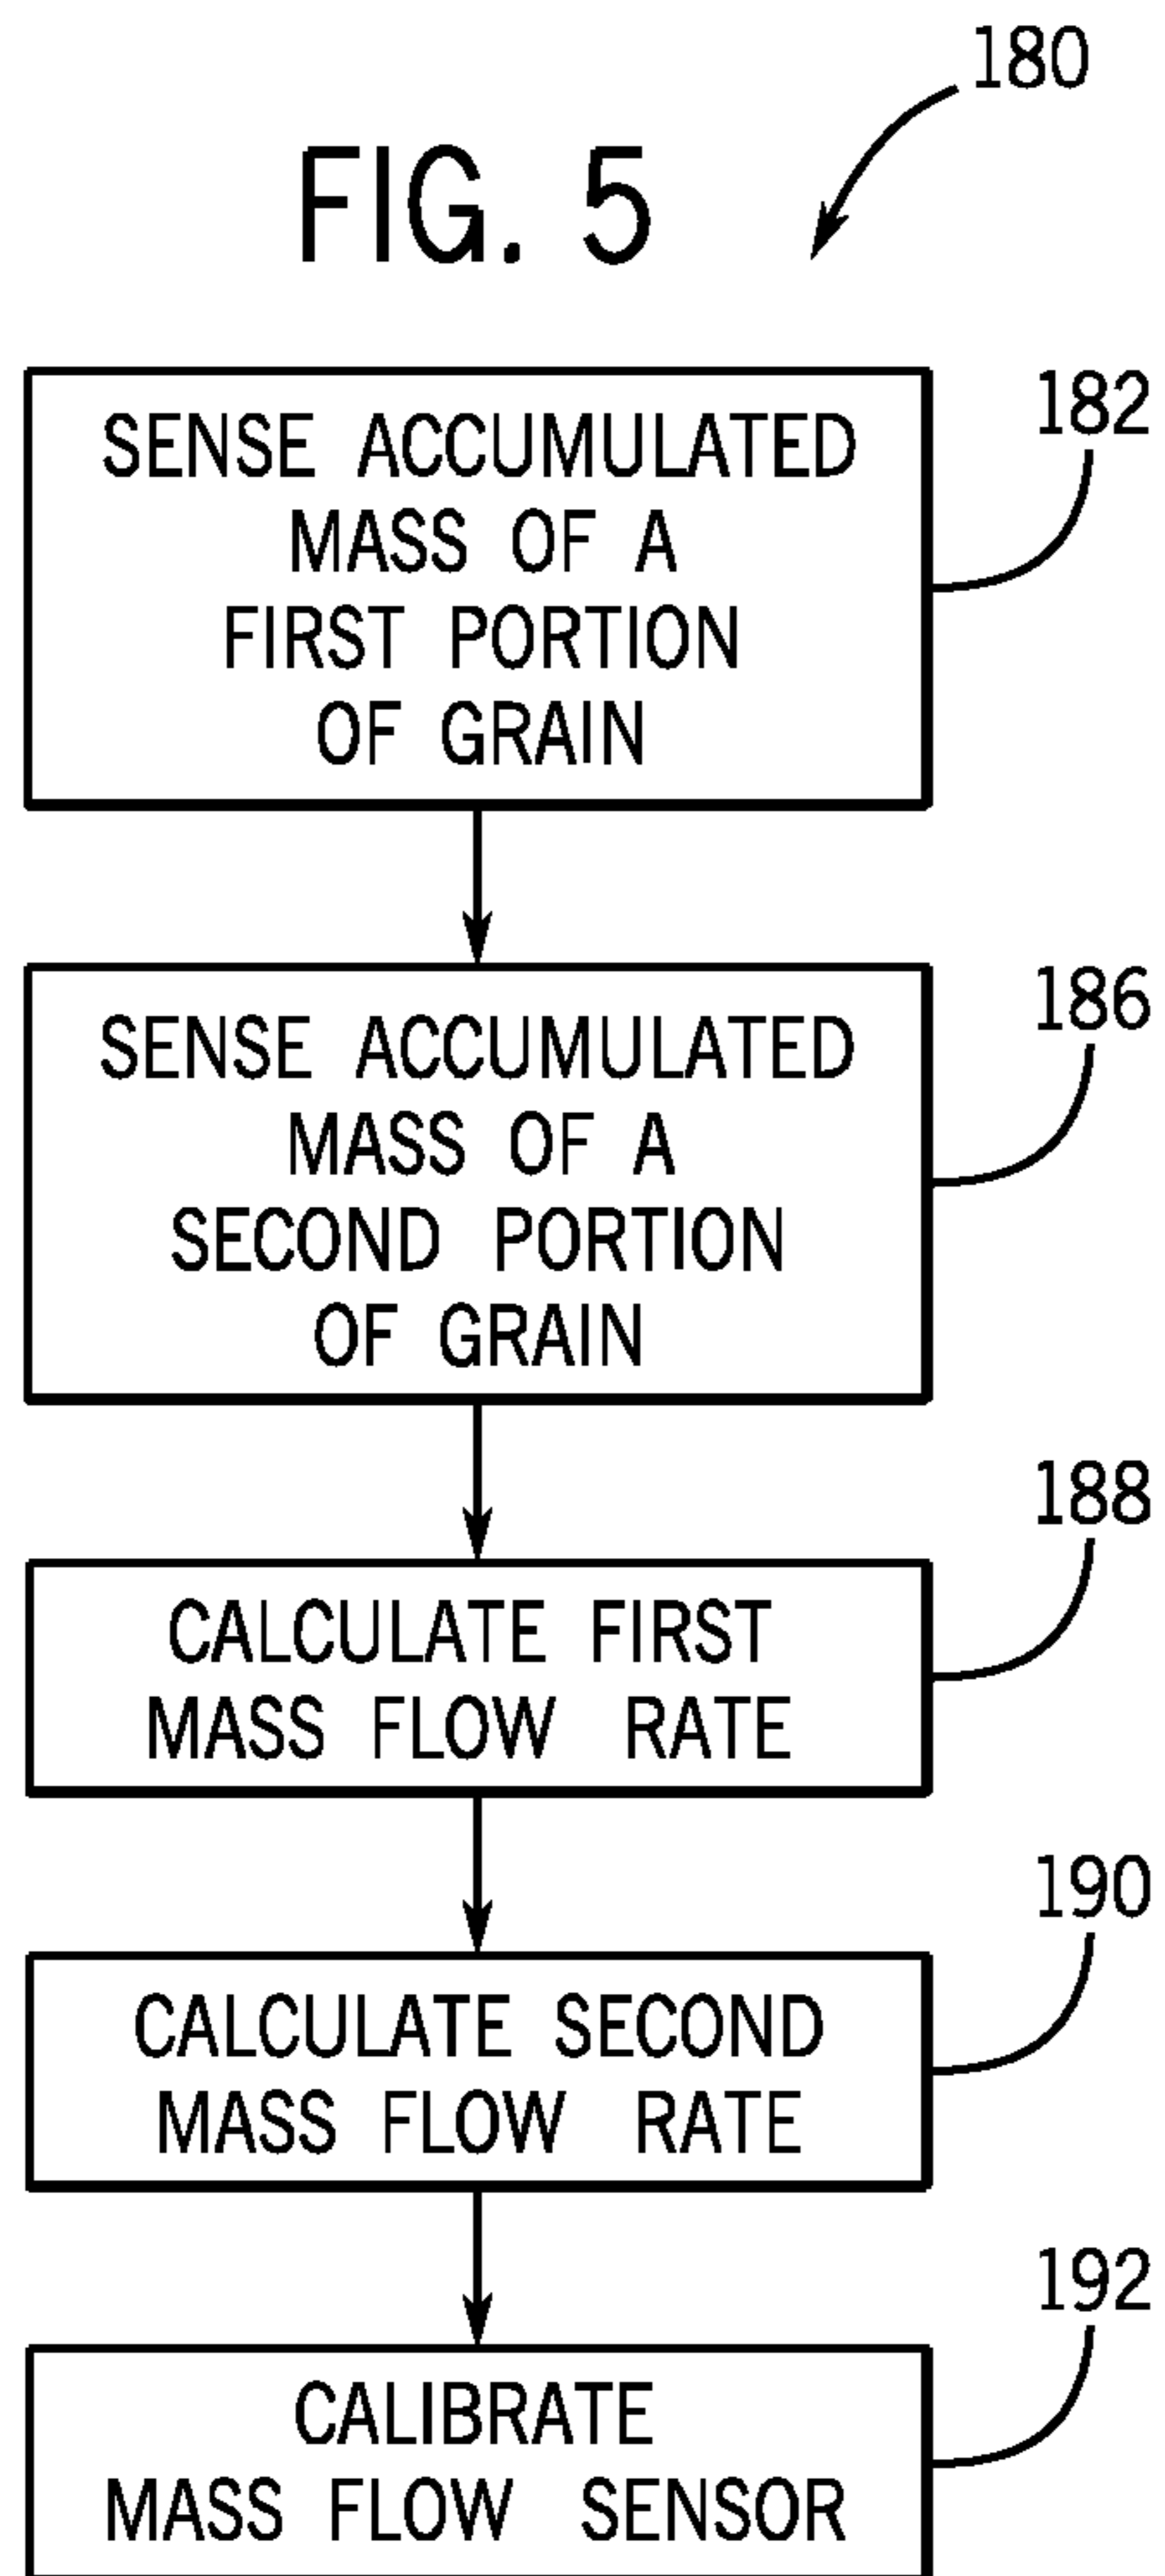 180
FIG. 5
182
SENSE ACCUMULATED
MASS OF A
FIRST PORTION
OF GRAIN
186
SENSE ACCUMULATED
MASS OF A
SECOND PORTION
OF GRAIN
188
CALCULATE FIRST
MASS FLOW RATE
190
CALCULATE SECOND
MASS FLOW RATE
192
CALIBRATE
MASS FLOW SENSOR